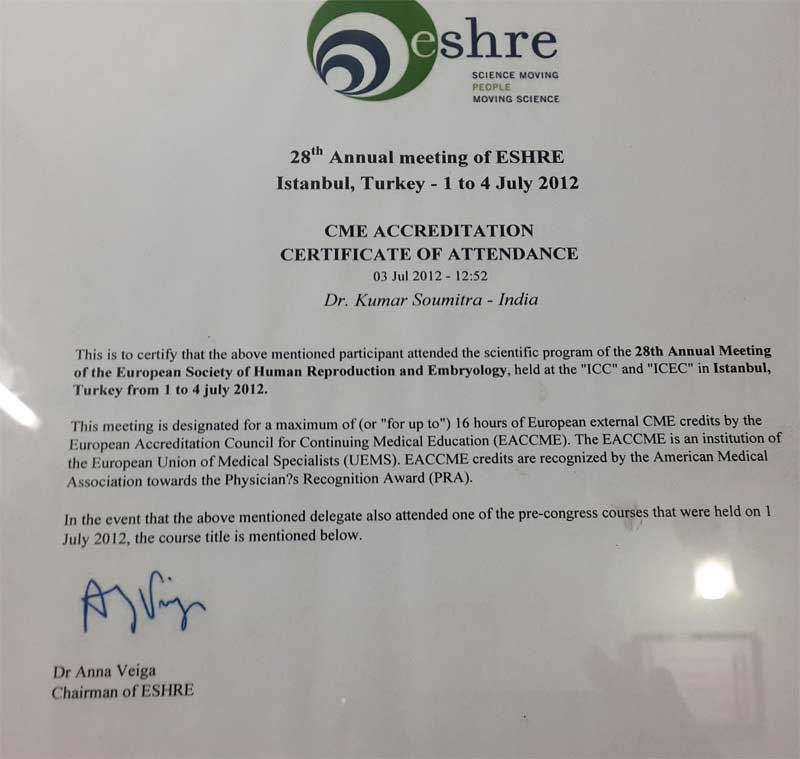 eshre
SCIENCE MOVING
PEOPLE
MOVING SCIENCE
28th Annual meeting of ESHRE
Istanbul, Turkey - 1 to 4 July 2012
CME ACCREDITATION
CERTIFICATE OF ATTENDANCE
03 Jul 2012 - 12:52
Dr. Kumar Soumitra - India
This is to certify that the above mentioned participant attended the scientific program of the 28th Annual Meeting
of the European Society of Human Reproduction and Embryology, held at the "ICC" and "ICEC" in Istanbul,
Turkey from 1 to 4 july 2012.
This meeting is designated for a maximum of (or "for up to") 16 hours of European external CME credits by the
European Accreditation Council for Continuing Medical Education (EACCME). The EACCME is an institution of
the European Union of Medical Specialists (UEMS). EACCME credits are recognized by the American Medical
Association towards the Physician?s Recognition Award (PRA).
In the event that the above mentioned delegate also attended one of the pre-congress courses that were held on 1
July 2012, the course title is mentioned below.
Dr Anna Veiga
Chairman of ESHRE